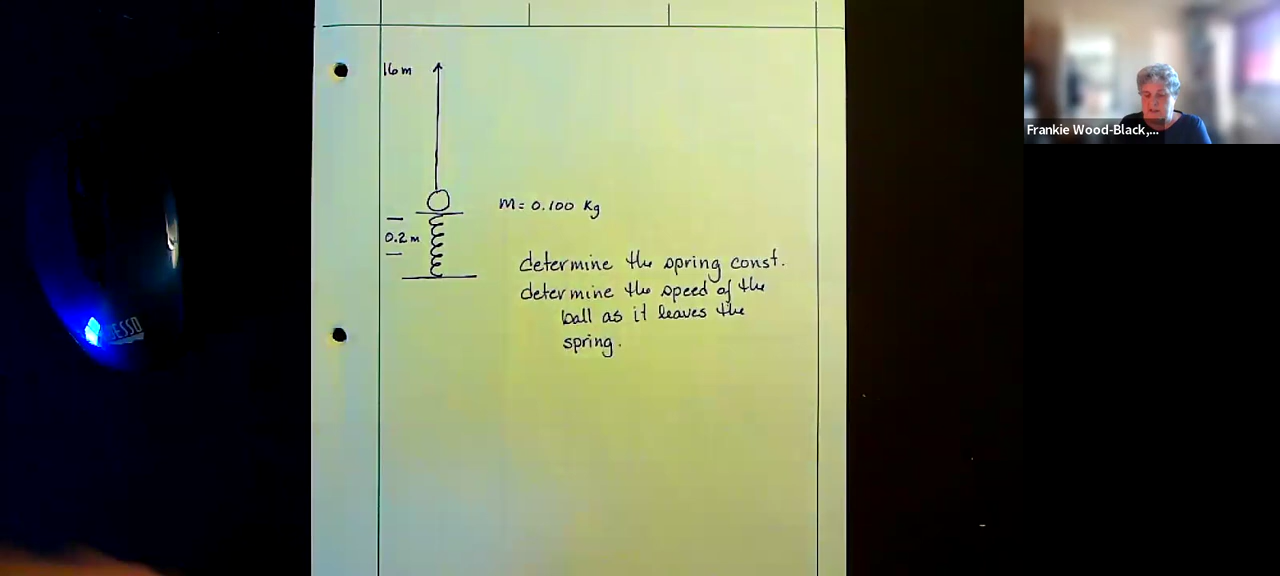 16m
m= 0.100 Kg
0.2m
determine the spring const.
determine the speed of the
ball as it leaves the
spring.
Frankie Wood-Black,...